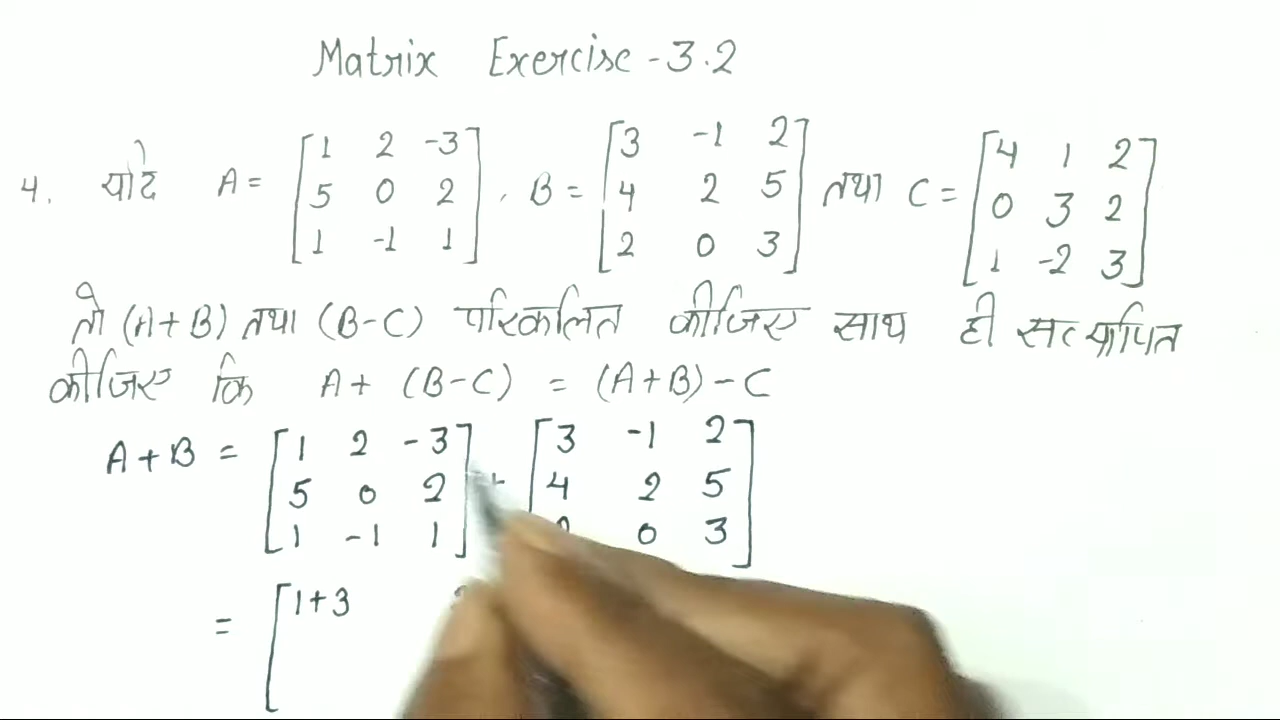 Matrix Exercise - 3.2
4. यदि A = [1 2 -3 , B = [3 -1 2 तथा C = [4 1 2
5 0 2 4 2 5 0 3 2
1 -1 1] 2 0 3] 1 -2 3]
तो (A+B) तथा (B-C) परिकलित कीजिए साथ ही सत्यापित
कीजिए कि A + (B-C) = (A+B) - C
A+B = [1 2 -3 + [3 -1 2
5 0 2 4 2 5
1 -1 1] 0 3]
= [1+3